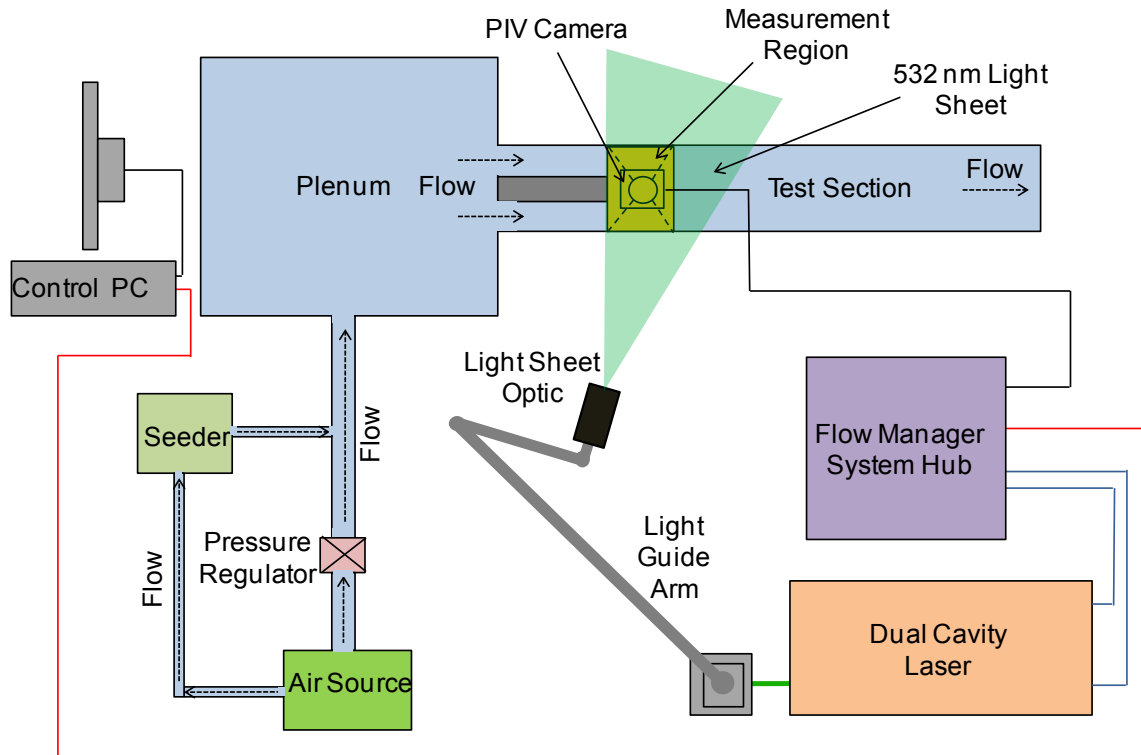 PIV Camera
Measurement
Region
532 nm Light
Sheet
Plenum
Flow
Test Section
Flow
Control PC
Light Sheet
Optic
Seeder
Flow
Flow Manager
System Hub
Pressure
Regulator
Flow
Light
Guide
Arm
Dual Cavity
Laser
Air Source